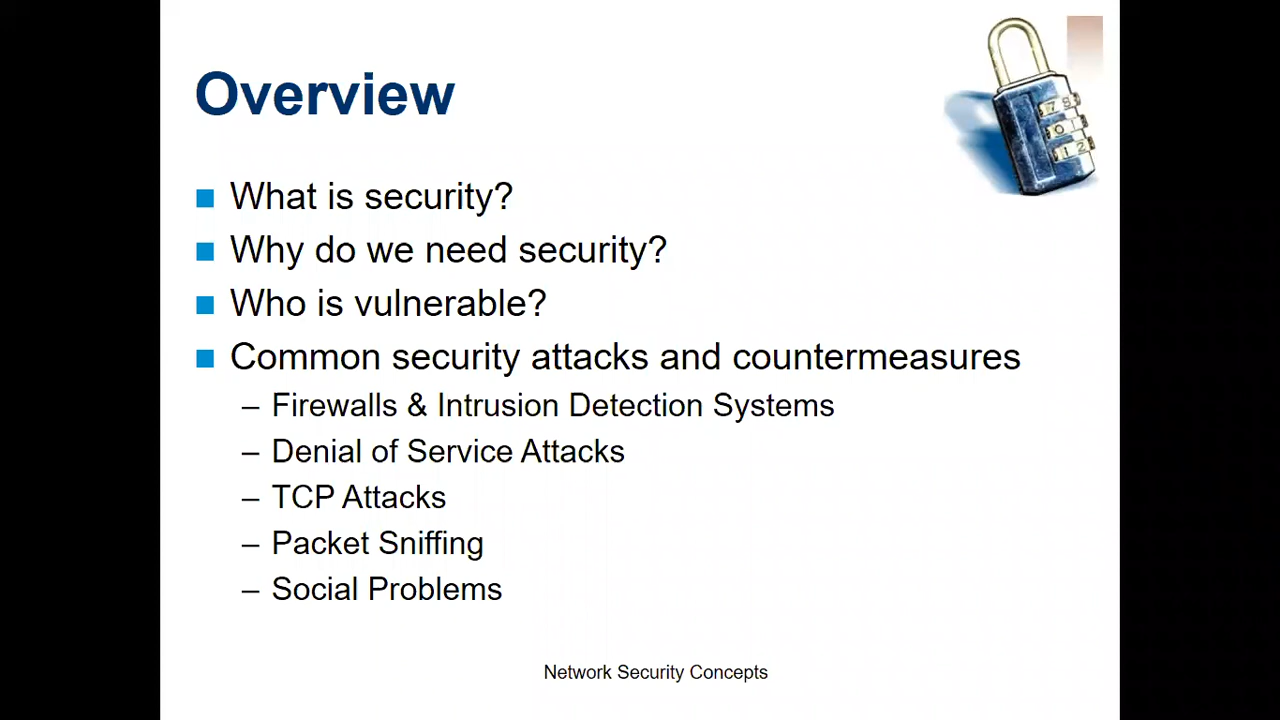 Overview
What is security?
Why do we need security?
Who is vulnerable?
Common security attacks and countermeasures
– Firewalls & Intrusion Detection Systems
– Denial of Service Attacks
– TCP Attacks
– Packet Sniffing
– Social Problems
Network Security Concepts